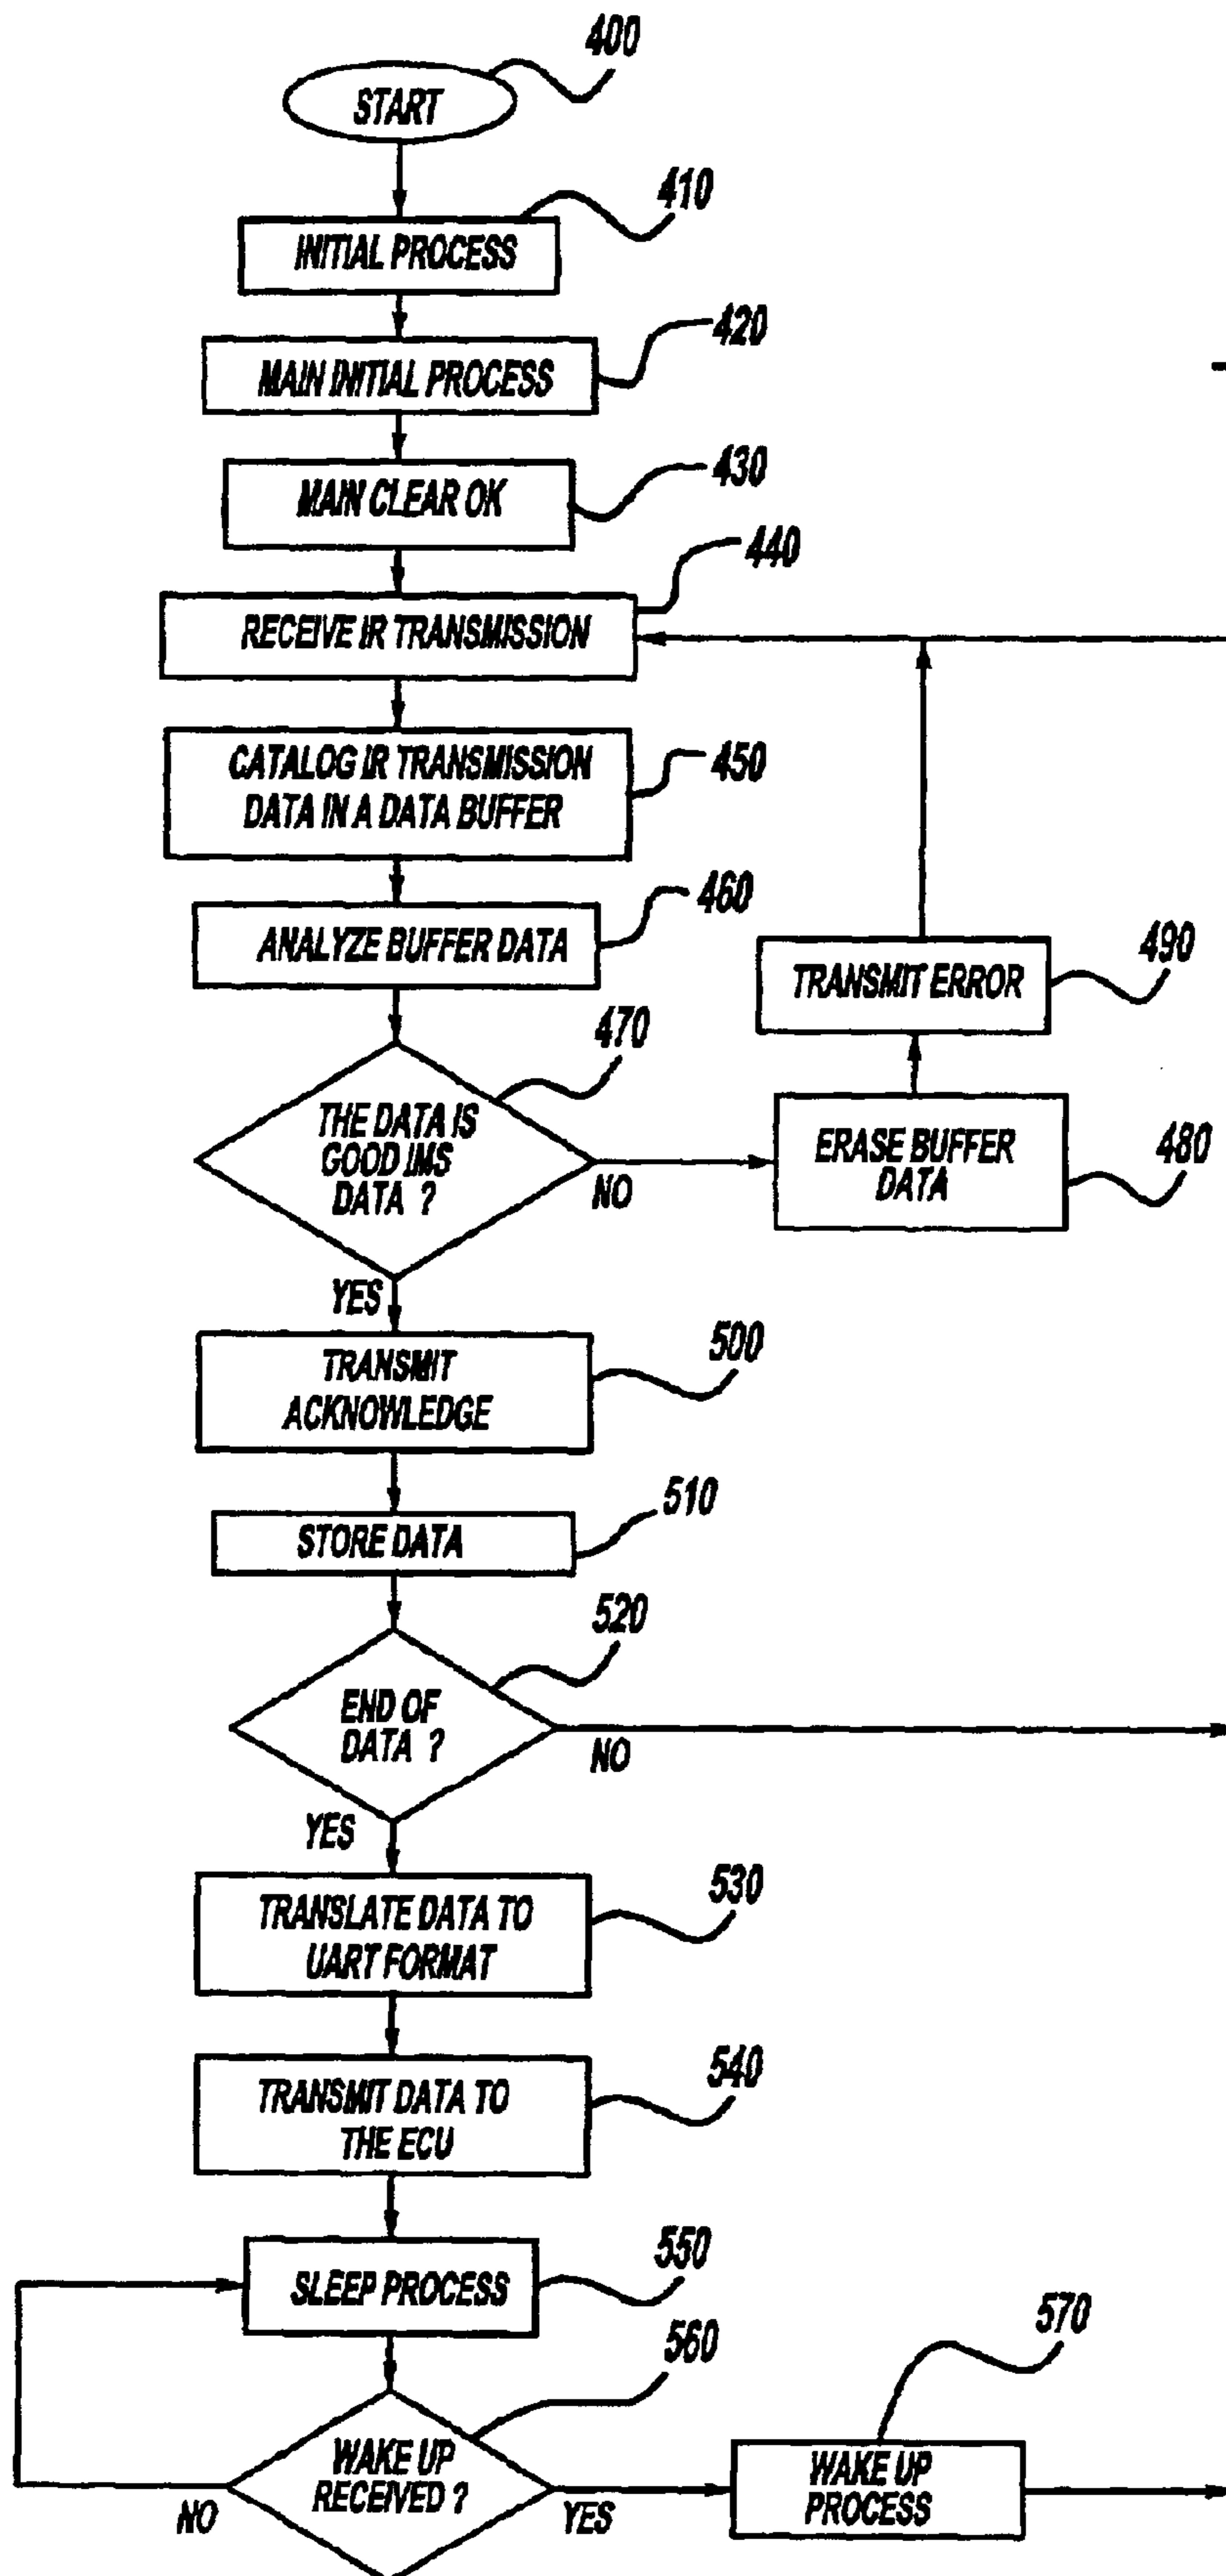 400
START
410
INITIAL PROCESS
420
MAIN INITIAL PROCESS
430
MAIN CLEAR OK
440
RECEIVE IR TRANSMISSION
450
CATALOG IR TRANSMISSION
DATA IN A DATA BUFFER
460
ANALYZE BUFFER DATA
470
THE DATA IS
GOOD IMS
DATA ?
NO
ERASE BUFFER
DATA
480
TRANSMIT ERROR
490
YES
TRANSMIT
ACKNOWLEDGE
500
STORE DATA
510
520
END OF
DATA ?
NO
YES
TRANSLATE DATA TO
UART FORMAT
530
TRANSMIT DATA TO
THE ECU
540
SLEEP PROCESS
550
560
WAKE UP
RECEIVED ?
NO
YES
570
WAKE UP
PROCESS